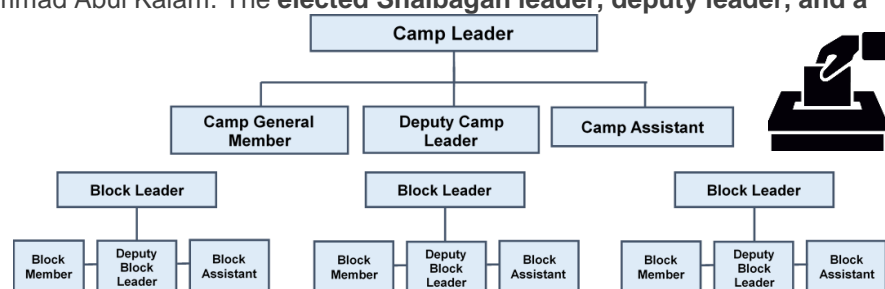 mmad Abul Kalam. The elected Shalbagan leader, deputy leader, and a
Camp Leader
Camp General
Member
Deputy Camp
Leader
Camp Assistant
Block Leader
Block Leader
Block Leader
Block
Member
Deputy
Block
Leader
Block
Assistant
Block
Member
Deputy
Block
Leader
Block
Assistant
Block
Member
Deputy
Block
Leader
Block
Assistant